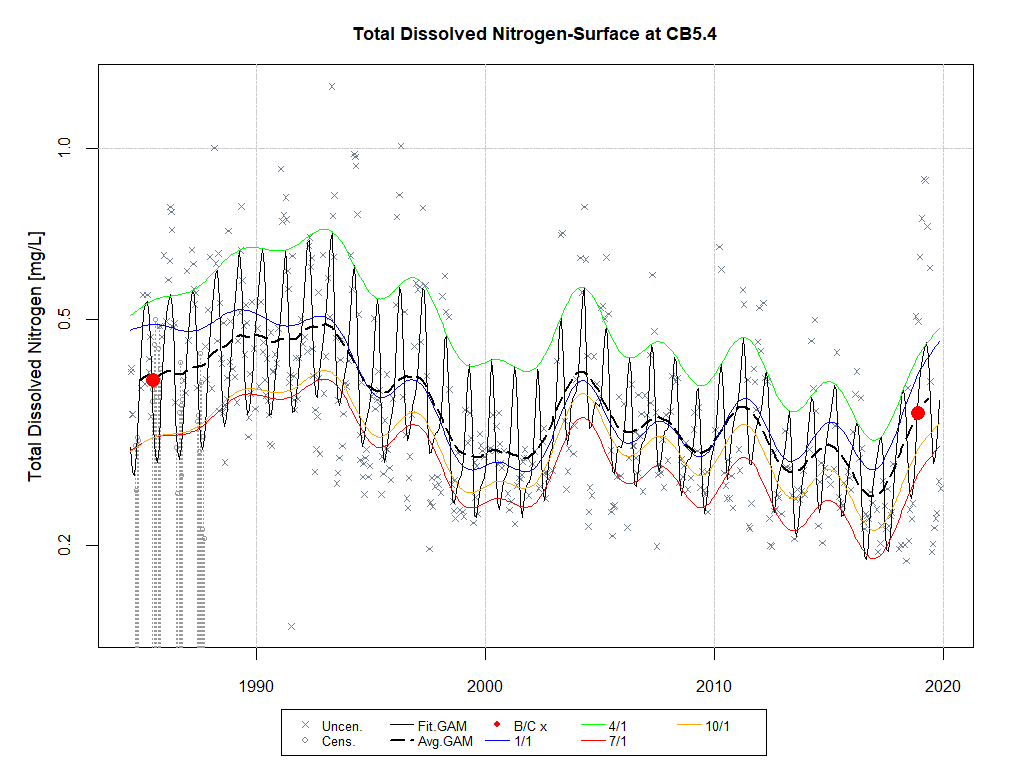 Total Dissolved Nitrogen-Surface at CB5.4
Total Dissolved Nitrogen [mg/L]
1.0
0.5
0.2
1990 2000 2010 2020
Uncen. Fit.GAM B/C x 4/1 10/1
Cens. Avg.GAM 1/1 7/1